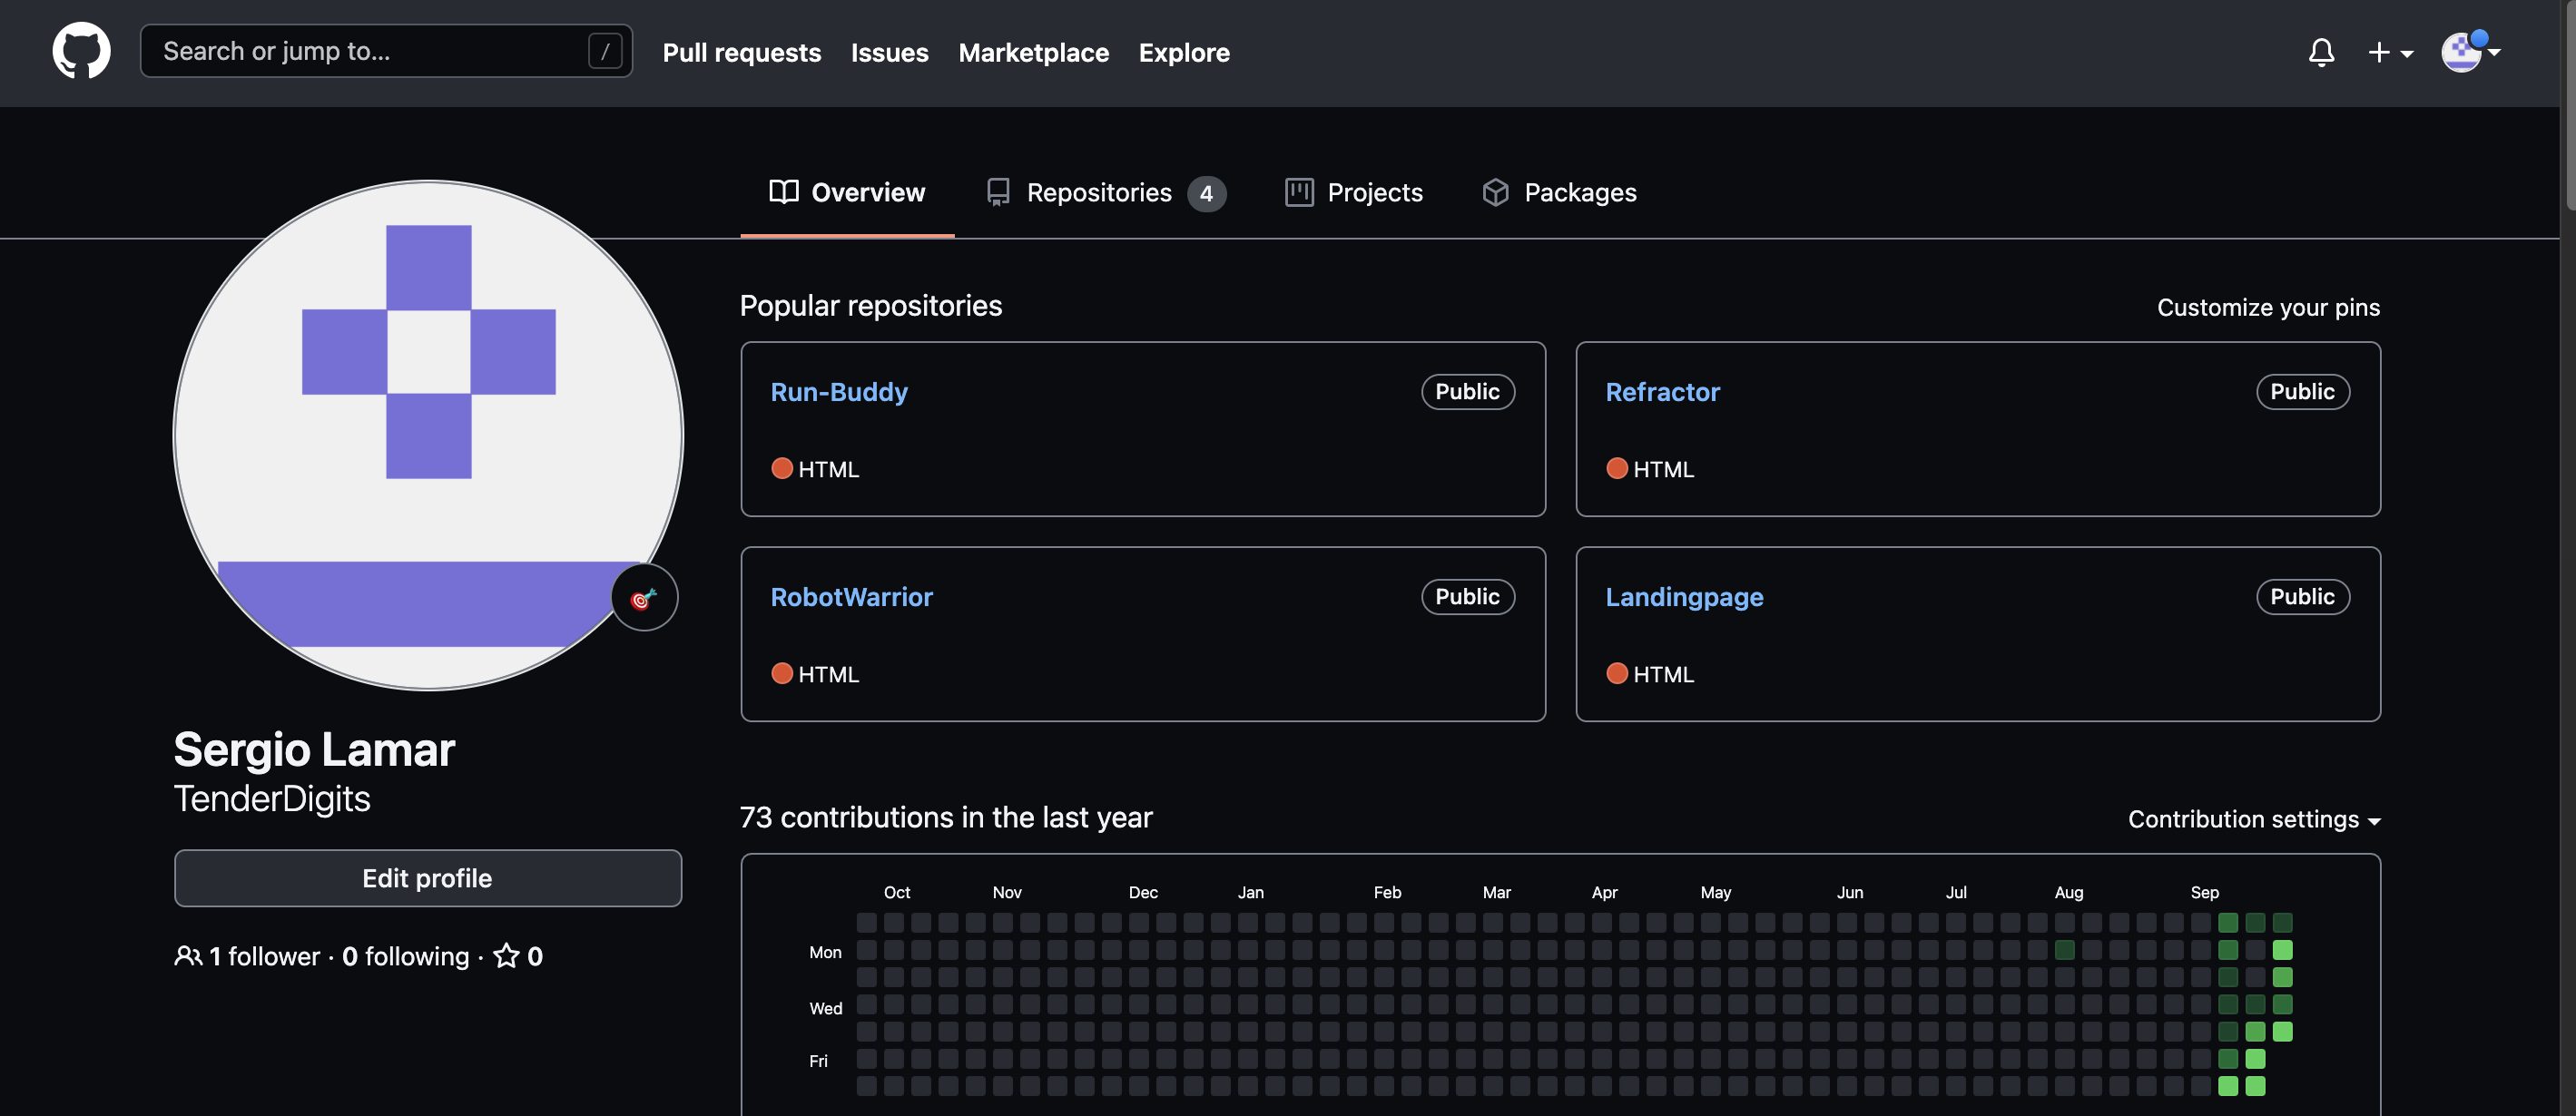 Search or jump to... /
Pull requests Issues Marketplace Explore
Overview Repositories 4 Projects Packages
Sergio Lamar
TenderDigits
Edit profile
1 follower · 0 following · 0
Popular repositories
Customize your pins
Run-Buddy Public
HTML
Refractor Public
HTML
RobotWarrior Public
HTML
Landingpage Public
HTML
73 contributions in the last year
Contribution settings
Oct Nov Dec Jan Feb Mar Apr May Jun Jul Aug Sep
Mon
Wed
Fri